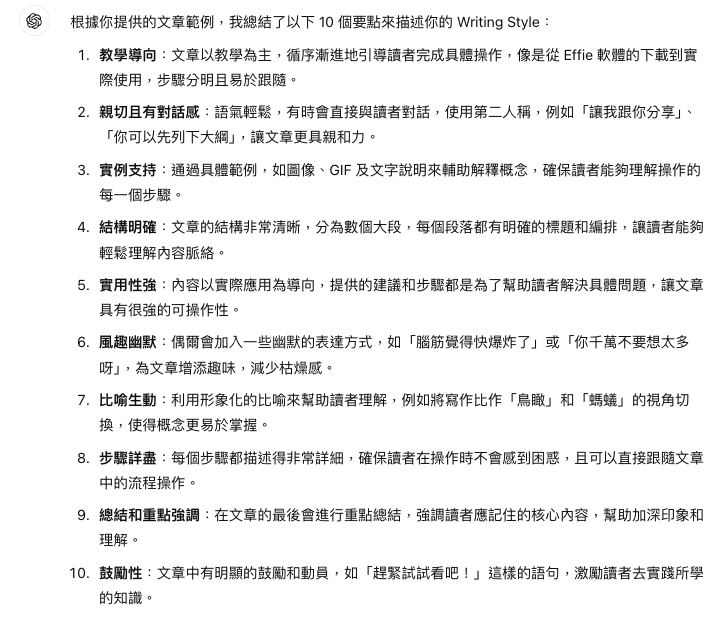 根據你提供的文章範例，我總結了以下 10 個要點來描述你的 Writing Style：
1. 教學導向：文章以教學為主，循序漸進地引導讀者完成具體操作，像是從 Effie 軟體的下載到實
際使用，步驟分明且易於跟隨。
2. 親切且有對話感：語氣輕鬆，有時會直接與讀者對話，使用第二人稱，例如「讓我跟你分享」、
「你可以先列下大綱」，讓文章更具親和力。
3. 實例支持：通過具體範例，如圖像、GIF 及文字說明來輔助解釋概念，確保讀者能夠理解操作的
每一個步驟。
4. 結構明確：文章的結構非常清晰，分為數個大段，每個段落都有明確的標題和編排，讓讀者能夠
輕鬆理解內容脈絡。
5. 實用性強：內容以實際應用為導向，提供的建議和步驟都是為了幫助讀者解決具體問題，讓文章
具有很強的可操作性。
6. 風趣幽默：偶爾會加入一些幽默的表達方式，如「腦筋覺得快爆炸了」或「你千萬不要想太多
呀」，為文章增添趣味，減少枯燥感。
7. 比喻生動：利用形象化的比喻來幫助讀者理解，例如將寫作比作「鳥瞰」和「螞蟻」的視角切
換，使得概念更易於掌握。
8. 步驟詳盡：每個步驟都描述得非常詳細，確保讀者在操作時不會感到困惑，且可以直接跟隨文章
中的流程操作。
9. 總結和重點強調：在文章的最後會進行重點總結，強調讀者應記住的核心內容，幫助加深印象和
理解。
10. 鼓勵性：文章中有明顯的鼓勵和動員，如「趕緊試試看吧！」這樣的語句，激勵讀者去實踐所學
的知識。